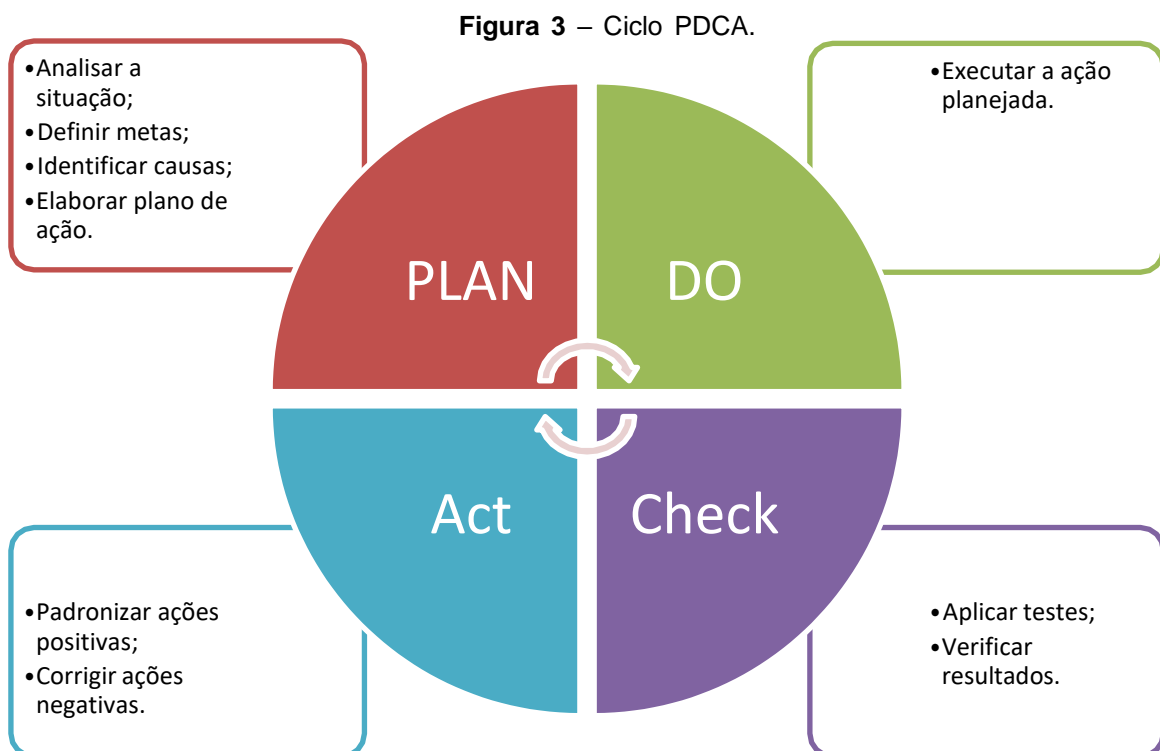 Figura 3 – Ciclo PDCA.
•Analisar a
situação;
•Definir metas;
•Identificar causas;
•Elaborar plano de
ação.
•Executar a ação
planejada.
PLAN
DO
Act
Check
•Padronizar ações
positivas;
•Corrigir ações
negativas.
•Aplicar testes;
•Verificar
resultados.